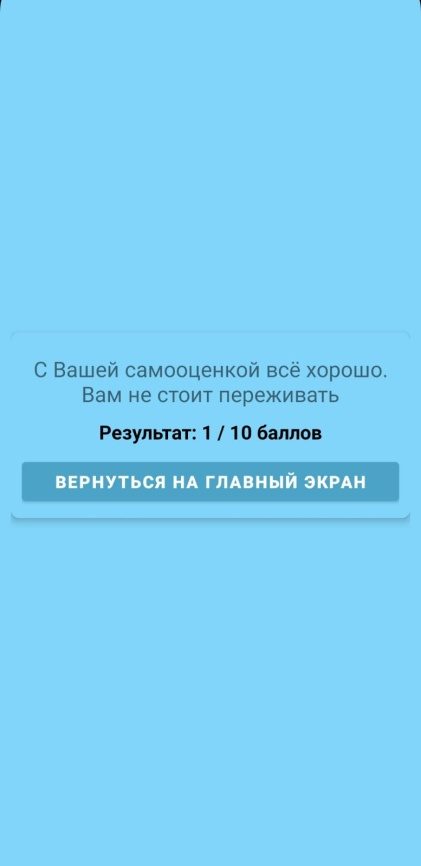 С Вашей самооценкой всё хорошо.
Вам не стоит переживать
Результат: 1 / 10 баллов
ВЕРНУТЬСЯ НА ГЛАВНЫЙ ЭКРАН